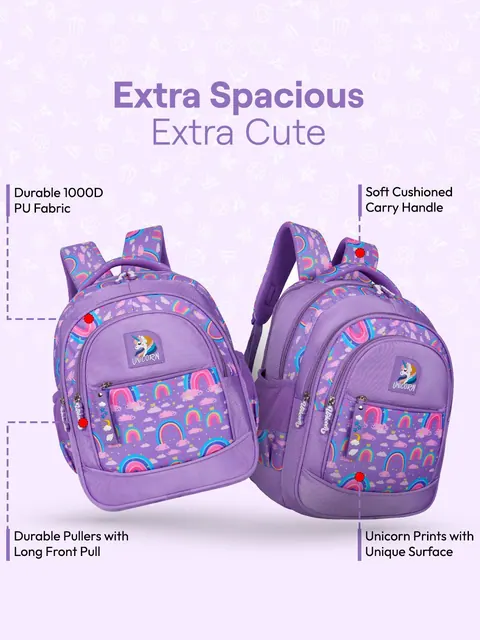 Extra Spacious
Extra Cute
Durable 1000D
PU Fabric
Soft Cushioned
Carry Handle
UNICORN
UNICORN
Durable Pullers with
Long Front Pull
Unicorn Prints with
Unique Surface